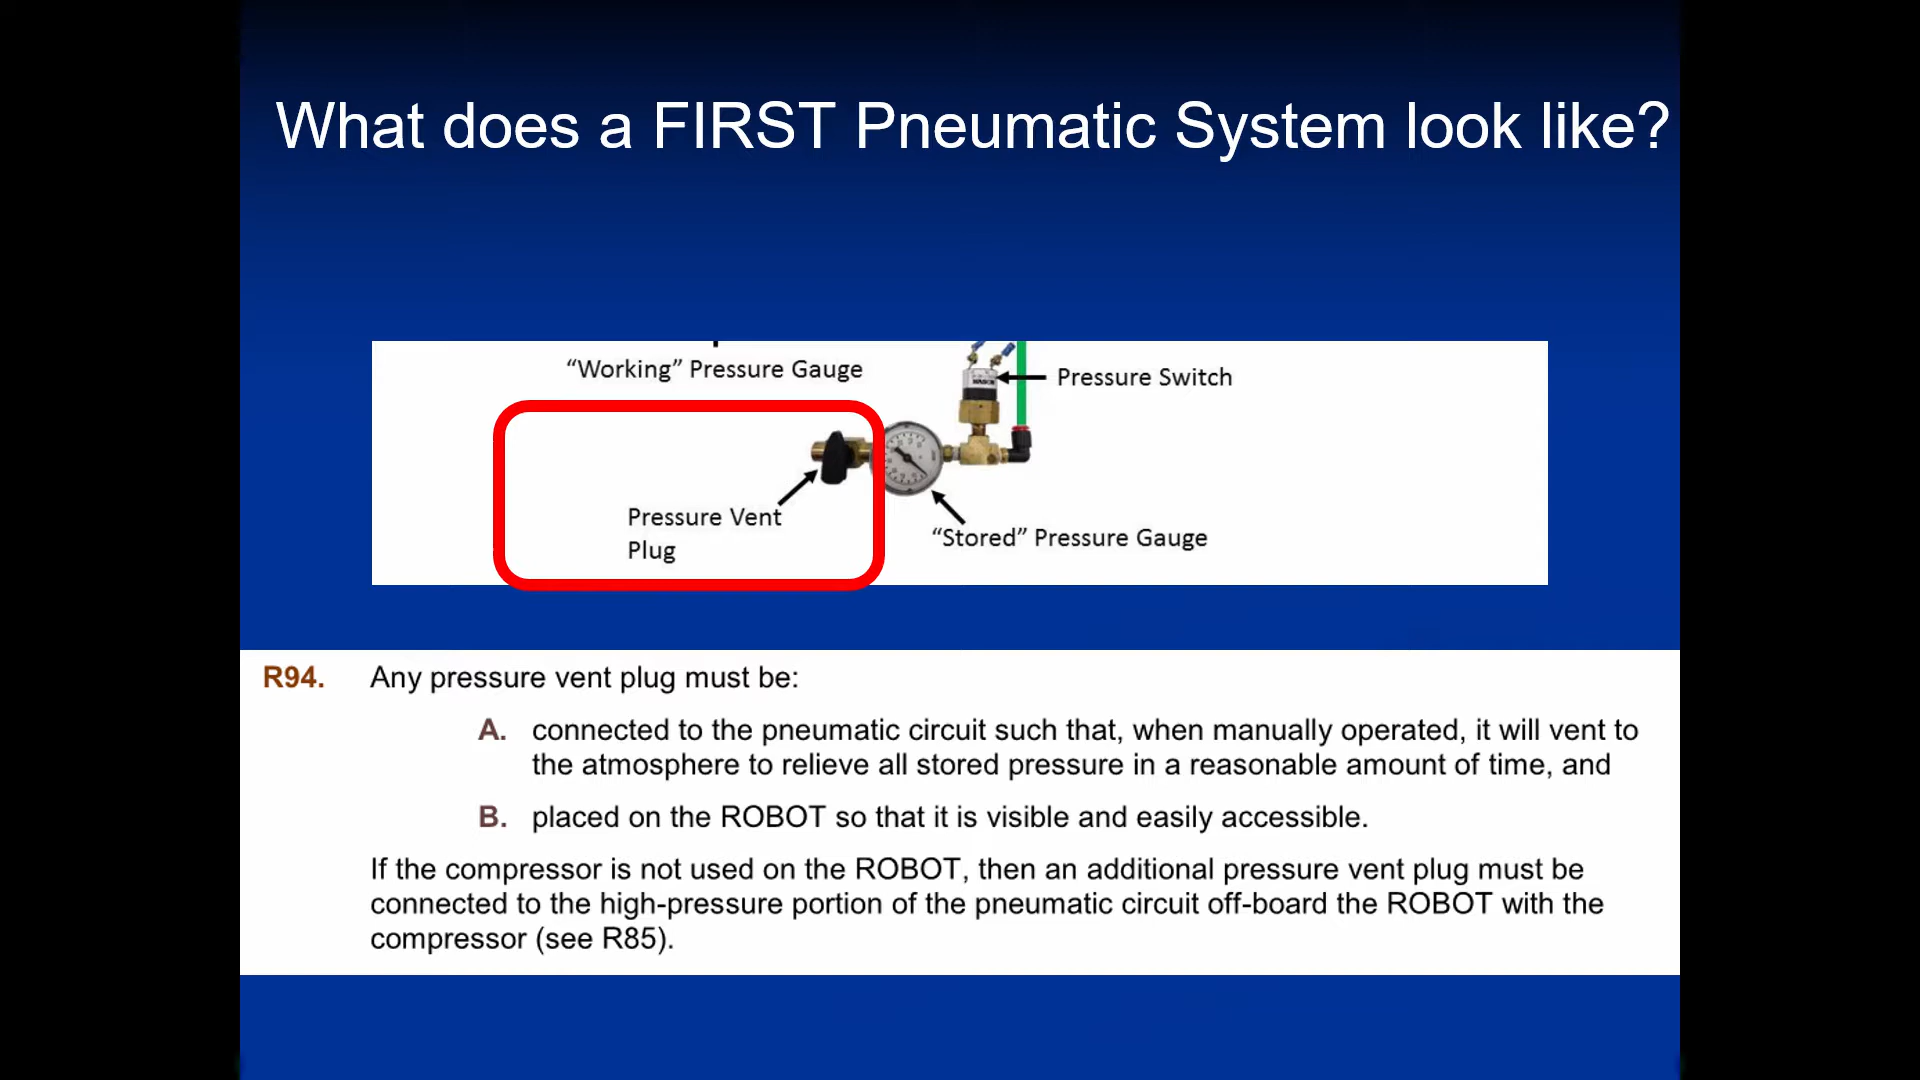 What does a FIRST Pneumatic System look like?
“Working” Pressure Gauge
Pressure Switch
Pressure Vent
Plug
“Stored” Pressure Gauge
R94. Any pressure vent plug must be:
A. connected to the pneumatic circuit such that, when manually operated, it will vent to
the atmosphere to relieve all stored pressure in a reasonable amount of time, and
B. placed on the ROBOT so that it is visible and easily accessible.
If the compressor is not used on the ROBOT, then an additional pressure vent plug must be
connected to the high-pressure portion of the pneumatic circuit off-board the ROBOT with the
compressor (see R85).